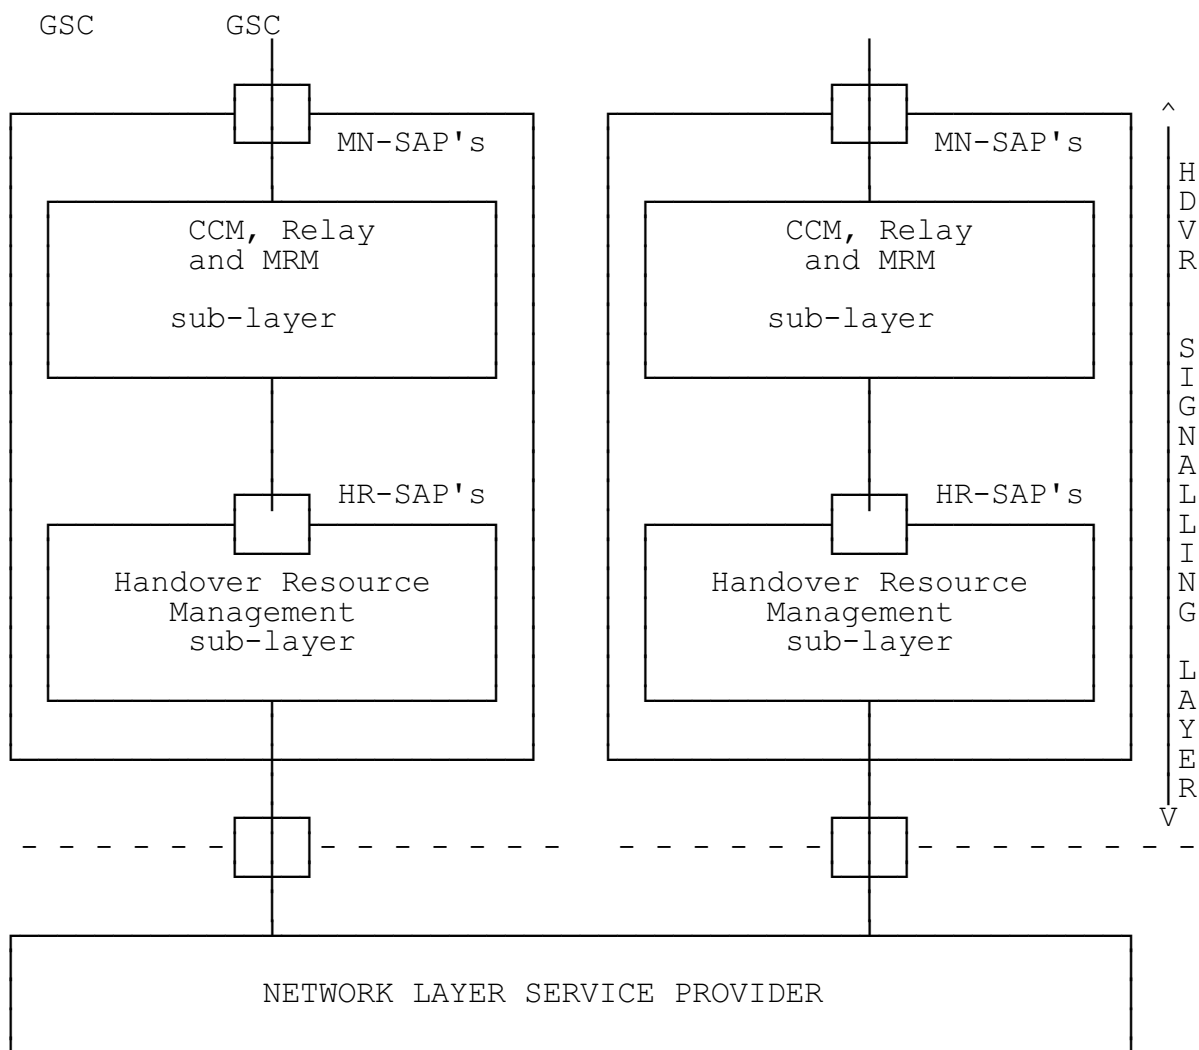 GSC GSC
MN-SAP's MN-SAP's
CCM, Relay CCM, Relay
and MRM and MRM
sub-layer sub-layer
HR-SAP's HR-SAP's
Handover Resource Handover Resource
Management Management
sub-layer sub-layer
HDVR SIGNALLING LAYER
NETWORK LAYER SERVICE PROVIDER